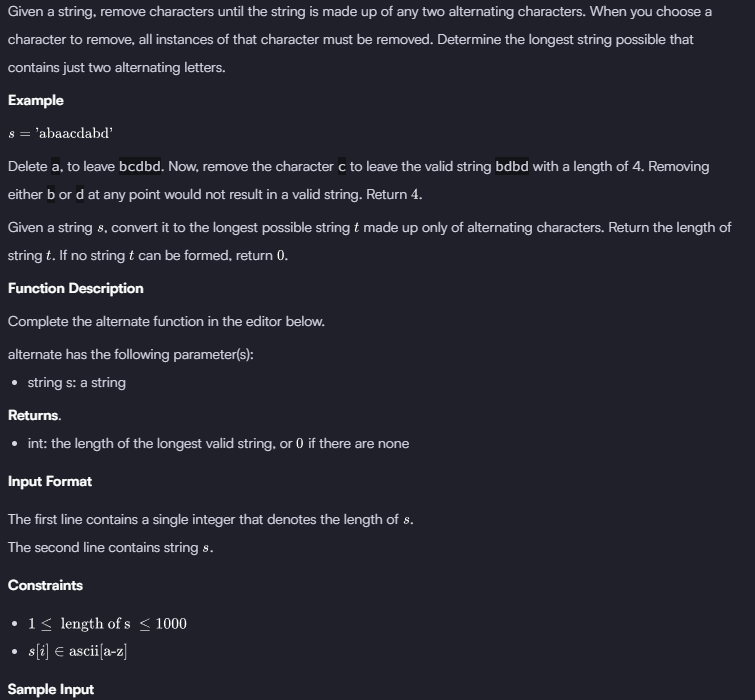 Given a string, remove characters until the string is made up of any two alternating characters. When you choose a
character to remove, all instances of that character must be removed. Determine the longest string possible that
contains just two alternating letters.
Example
s = 'abaacdabd'
Delete a, to leave bcdbd. Now, remove the character c to leave the valid string bdbd with a length of 4. Removing
either b or d at any point would not result in a valid string. Return 4.
Given a string s, convert it to the longest possible string t made up only of alternating characters. Return the length of
string t. If no string t can be formed, return 0.
Function Description
Complete the alternate function in the editor below.
alternate has the following parameter(s):
• string s: a string
Returns.
• int: the length of the longest valid string, or 0 if there are none
Input Format
The first line contains a single integer that denotes the length of s.
The second line contains string s.
Constraints
• 1 ≤ length of s ≤ 1000
• s[i] ∈ ascii[a-z]
Sample Input